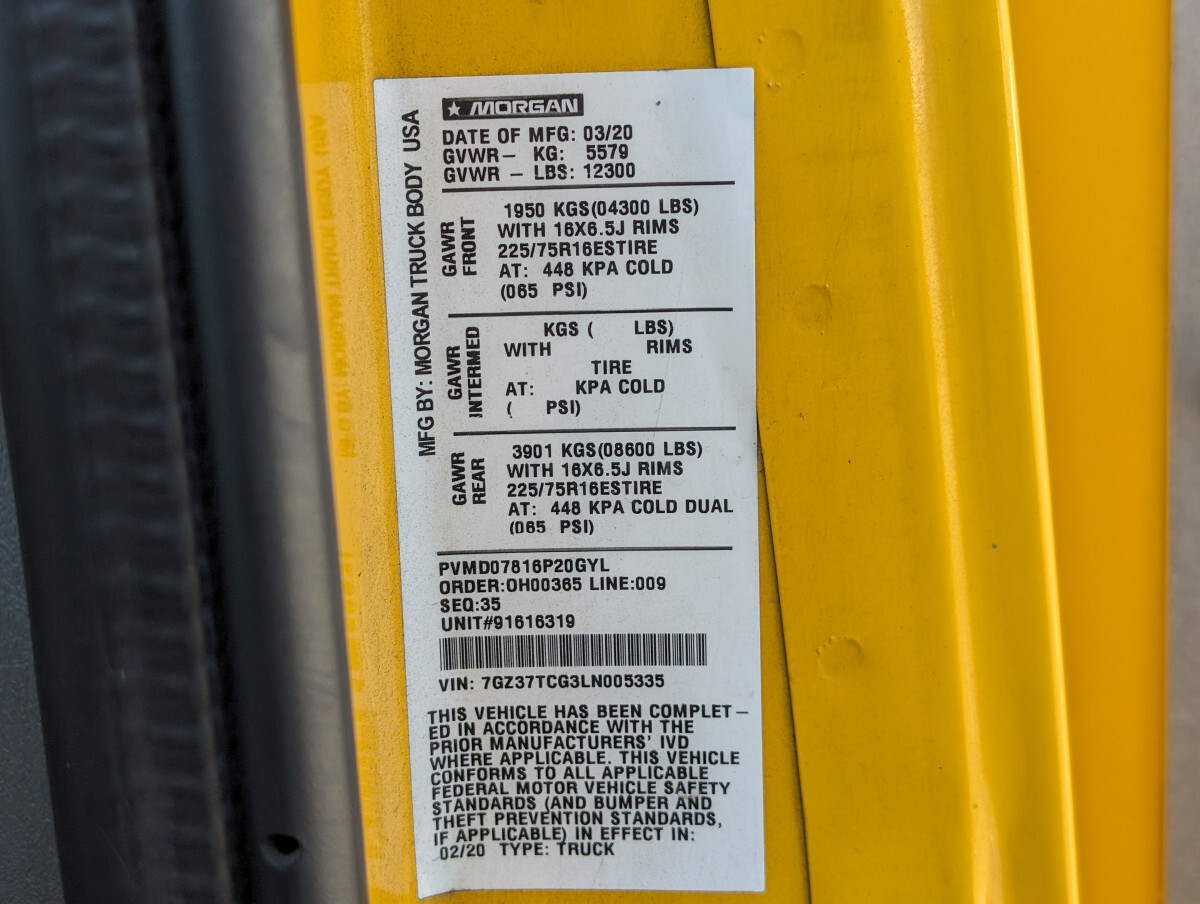 MORGAN
DATE OF MFG: 03/20
GVWR— KG: 5579
GVWR — LBS: 12300
MFG BY: MORGAN TRUCK BODY USA
GAWR
FRONT
1950 KGS(04300 LBS)
WITH 16X6.5J RIMS
225/75R16ESTIRE
AT: 448 KPA COLD
(065 PSI)
GAWR
INTERMED
KGS ( LBS)
WITH RIMS
TIRE
AT: KPA COLD
( PSI)
GAWR
REAR
3901 KGS(08600 LBS)
WITH 16X6.5J RIMS
225/75R16ESTIRE
AT: 448 KPA COLD DUAL
(065 PSI)
PVMD07816P20GYL
ORDER:OH00365 LINE:009
SEQ:35
UNIT#91616319
VIN: 7GZ37TCG3LN005335
THIS VEHICLE HAS BEEN COMPLET—
ED IN ACCORDANCE WITH THE
PRIOR MANUFACTURERS' IVD
WHERE APPLICABLE. THIS VEHICLE
CONFORMS TO ALL APPLICABLE
FEDERAL MOTOR VEHICLE SAFETY
STANDARDS (AND BUMPER AND
THEFT PREVENTION STANDARDS,
IF APPLICABLE) IN EFFECT IN:
02/20 TYPE: TRUCK